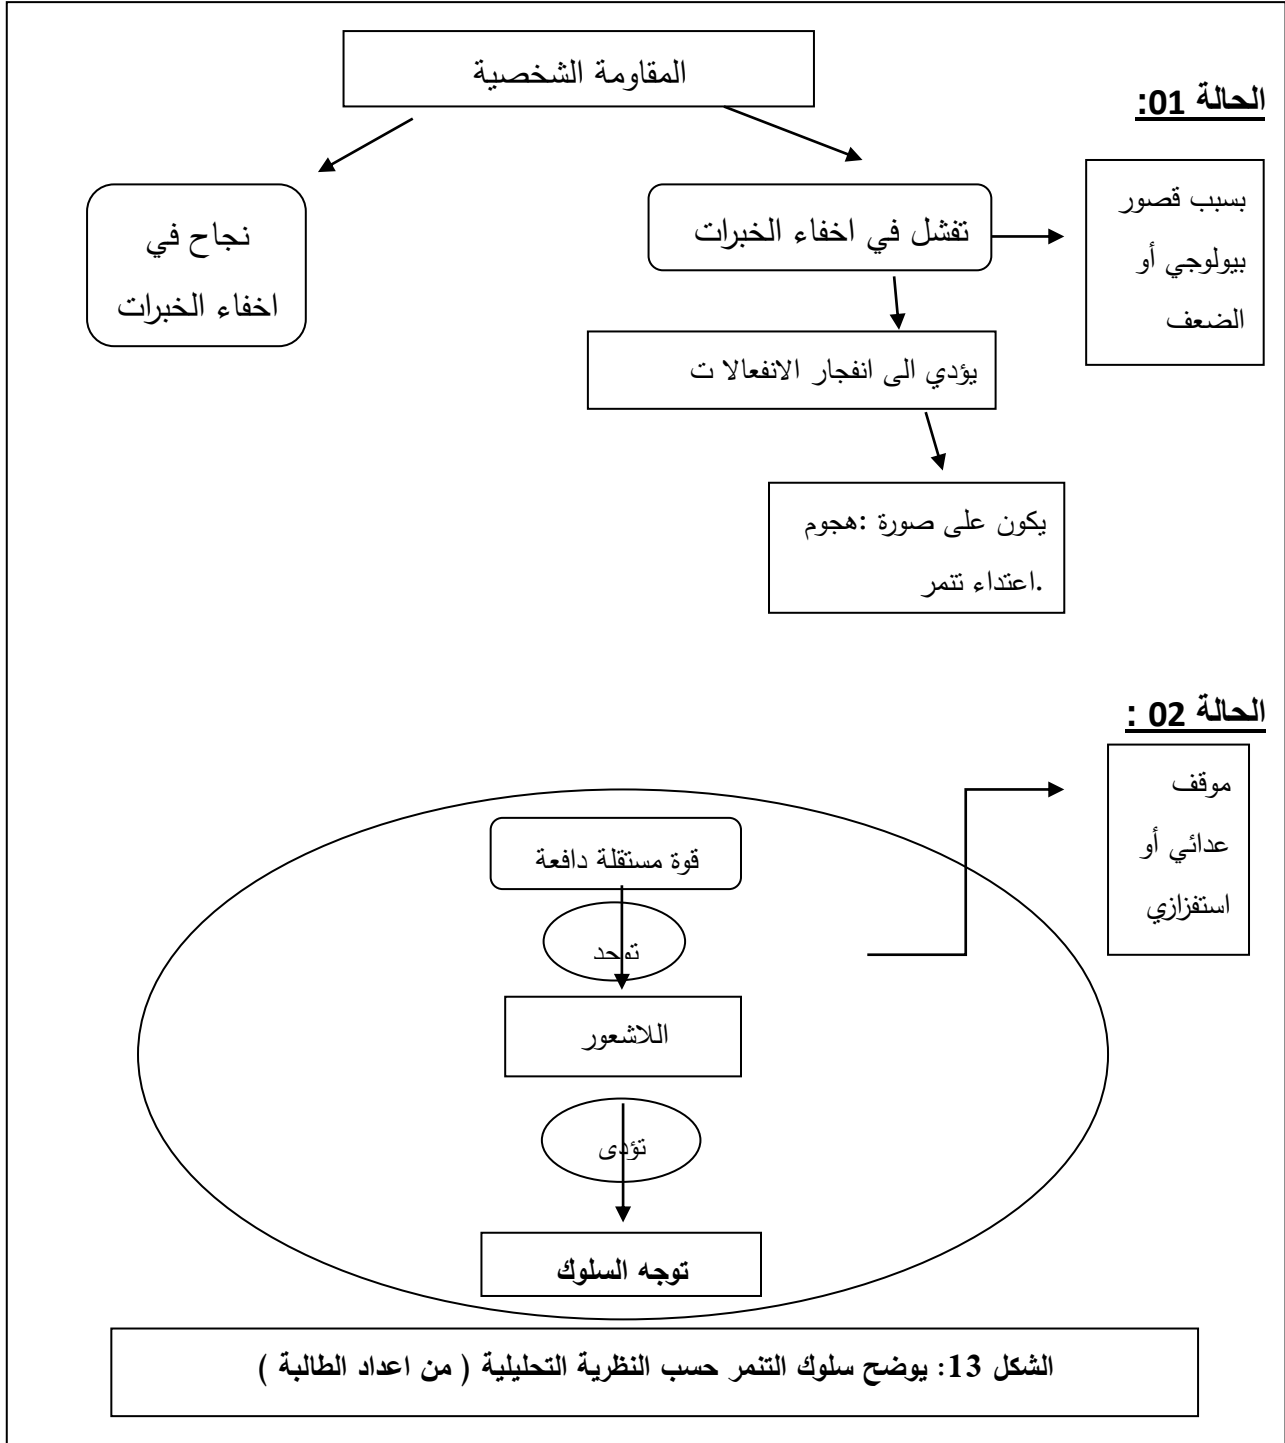 المقاومة الشخصية
الحالة 01:
بسبب قصور
بيولوجي أو
الضعف
تفشل في اخفاء الخبرات
نجاح في
اخفاء الخبرات
يؤدي الى انفجار الانفعالا ت
يكون على صورة :هجوم
.اعتداء تنمر
الحالة 02 :
موقف
عدائي أو
استفزازي
قوة مستقلة دافعة
اللاشعور
تؤدى
توجه السلوك
الشكل 13: يوضح سلوك التنمر حسب النظرية التحليلية ( من اعداد الطالبة )